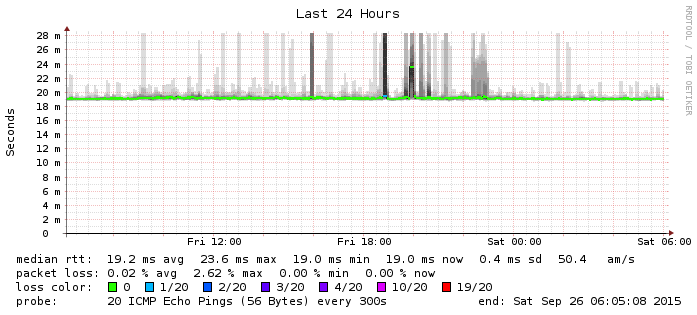 Last 24 Hours
RRDTOOL / TOBI OETIKER
Seconds
28 m
26 m
24 m
22 m
20 m
18 m
16 m
14 m
12 m
10 m
8 m
6 m
4 m
2 m
0
Fri 12:00 Fri 18:00 Sat 00:00 Sat 06:00
median rtt: 19.2 ms avg 23.6 ms max 19.0 ms min 19.0 ms now 0.4 ms sd 50.4 am/s
packet loss: 0.02 % avg 2.62 % max 0.00 % min 0.00 % now
loss color: 0 1/20 2/20 3/20 4/20 10/20 19/20
probe: 20 ICMP Echo Pings (56 Bytes) every 300s end: Sat Sep 26 06:05:08 2015